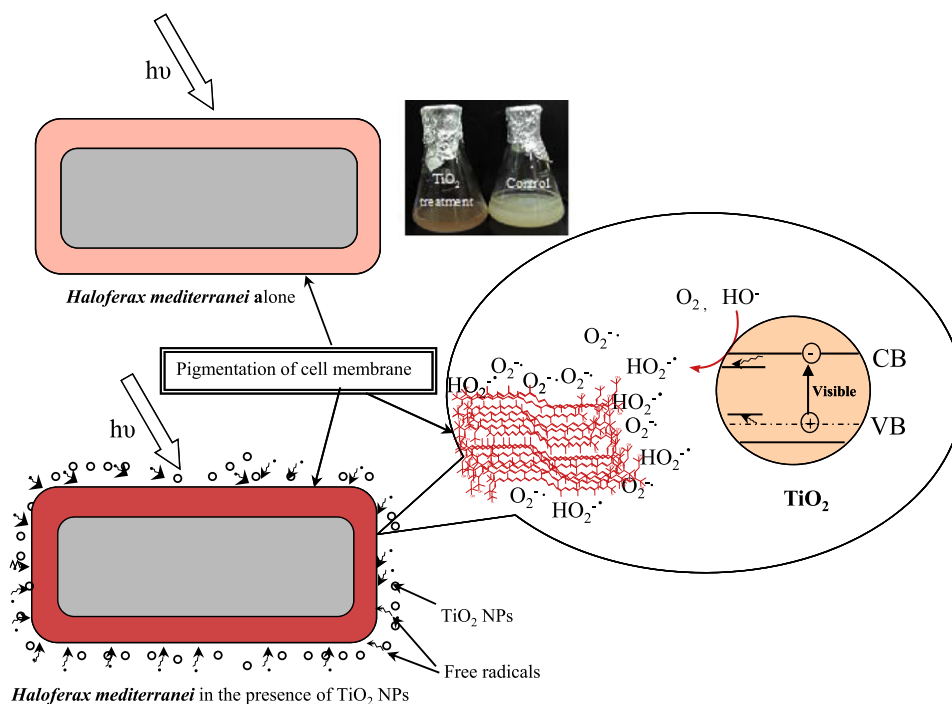 hυ
TiO₂
treatment
Control
Haloferax mediterranei alone
Pigmentation of cell membrane
hυ
O₂, HO⁻
O₂⁻·
HO₂⁻•
O₂⁻·
HO₂⁻•
O₂⁻·
O₂⁻·
HO₂⁻•
O₂⁻·
HO₂⁻•
O₂⁻·
O₂⁻·
HO₂⁻•
-
CB
Visible
+
VB
TiO₂
TiO₂ NPs
Free radicals
Haloferax mediterranei in the presence of TiO₂ NPs